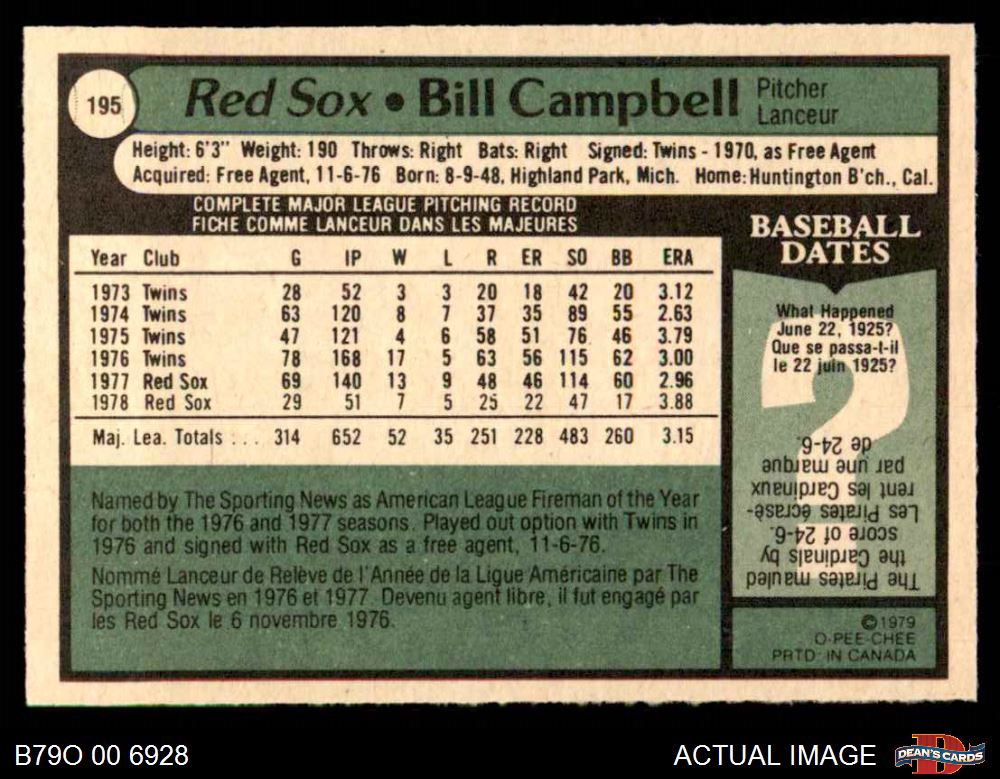 195
Red Sox • Bill Campbell
Pitcher
Lanceur
Height: 6'3" Weight: 190 Throws: Right Bats: Right Signed: Twins - 1970, as Free Agent
Acquired: Free Agent, 11-6-76 Born: 8-9-48, Highland Park, Mich. Home: Huntington B'ch., Cal.
COMPLETE MAJOR LEAGUE PITCHING RECORD
FICHE COMME LANCEUR DANS LES MAJEURES
Year Club G IP W L R ER SO BB ERA
1973 Twins 28 52 3 3 20 18 42 20 3.12
1974 Twins 63 120 8 7 37 35 89 55 2.63
1975 Twins 47 121 4 6 58 51 76 46 3.79
1976 Twins 78 168 17 5 63 56 115 62 3.00
1977 Red Sox 69 140 13 9 48 46 114 60 2.96
1978 Red Sox 29 51 7 5 25 22 47 17 3.88
Maj. Lea. Totals . . . 314 652 52 35 251 228 483 260 3.15
Named by The Sporting News as American League Fireman of the Year
for both the 1976 and 1977 seasons. Played out option with Twins in
1976 and signed with Red Sox as a free agent, 11-6-76.
Nommé Lanceur de Relève de l'Année de la Ligue Américaine par The
Sporting News en 1976 et 1977. Devenu agent libre, il fut engagé par
les Red Sox le 6 novembre 1976.
BASEBALL
DATES
What Happened
June 22, 1925?
Que se passa-t-il
le 22 juin 1925?
The Pirates mauled
the Cardinals by
score of 24-6.
Les Pirates écrasè-
rent les Cardinaux
par une marque
de 24-6.
©1979
O-PEE-CHEE
PRTD. IN CANADA
B79O 00 6928
ACTUAL IMAGE
D
DEAN'S CARDS